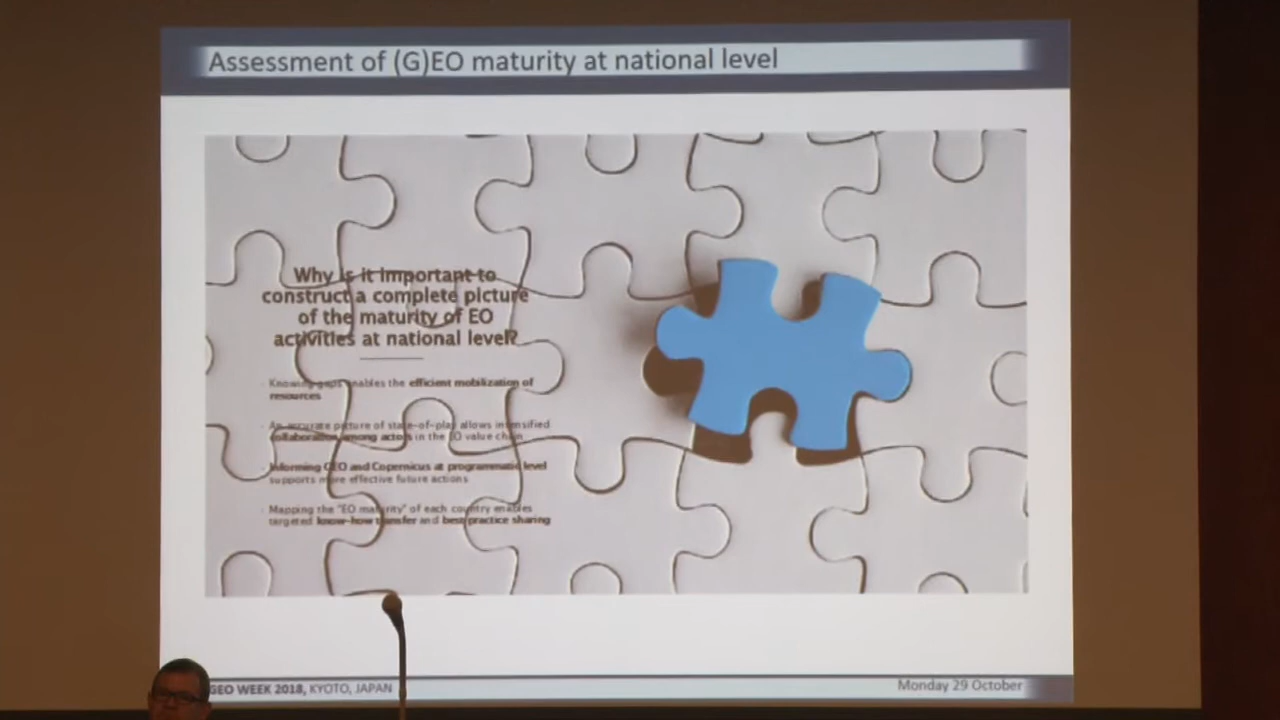 Assessment of (G)EO maturity at national level
Why is it important to
construct a complete picture
of the maturity of EO
activities at national level?
Knowing gaps enables the efficient mobilization of
resources
An accurate picture of state-of-play allows intensified
collaboration among actors in the EO value chain
Informing GEO and Copernicus at programmatic level
supports more effective future actions
Mapping the "EO maturity" of each country enables
targeted know-how transfer and best practice sharing
GEO WEEK 2018, KYOTO, JAPAN
Monday 29 October